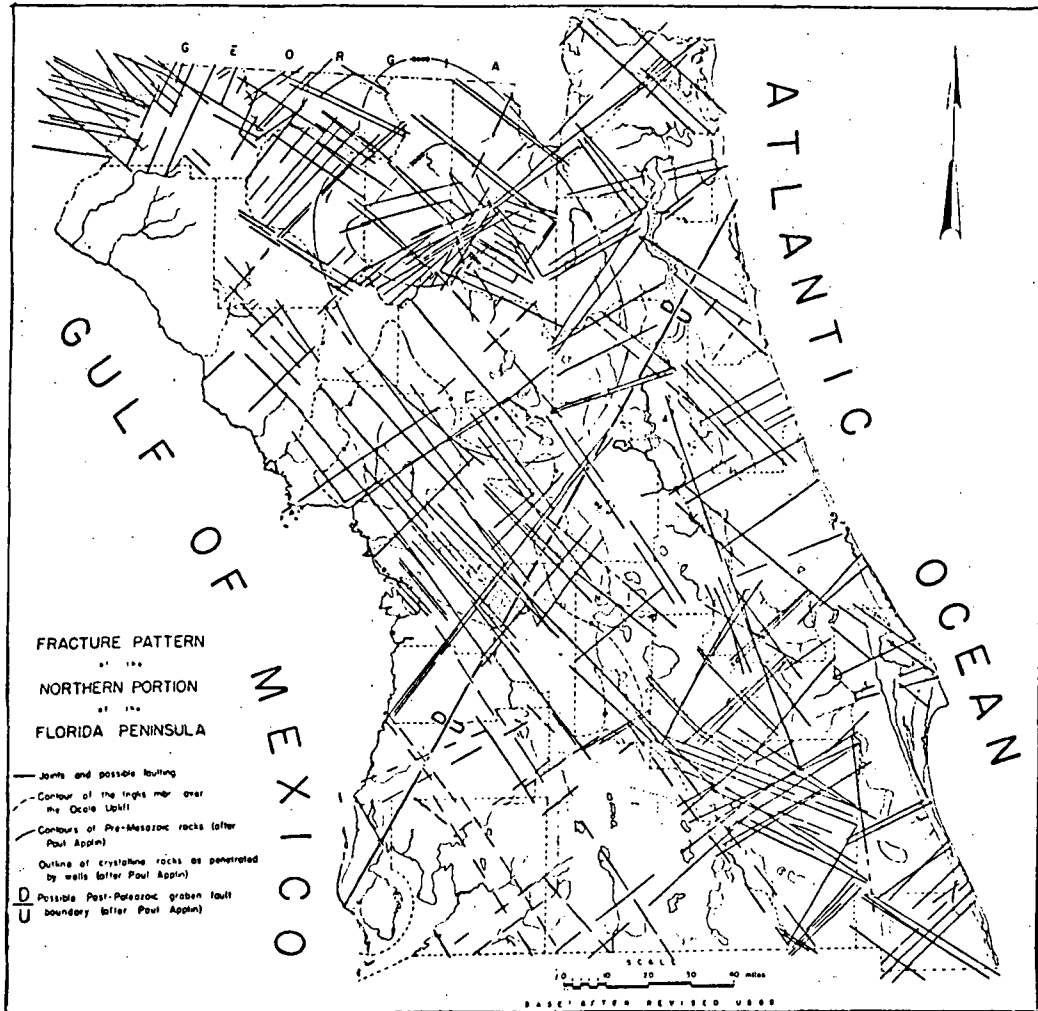 GEORGIA
ATLANTIC
OCEAN
GULF OF MEXICO
D
U
D
U
FRACTURE PATTERN
of the
NORTHERN PORTION
of the
FLORIDA PENINSULA
Joints and possible faulting
Contour of the Inglis mbr over
the Ocala Uplift
Contours of Pre-Mesozoic rocks (after
Paul Applin)
Outline of crystalline rocks as penetrated
by wells (after Paul Applin)
D Possible Post-Paleozoic graben fault
U boundary (after Paul Applin)
SCALE
10 0 10 20 30 40 miles
BASE AFTER REVISED USGS